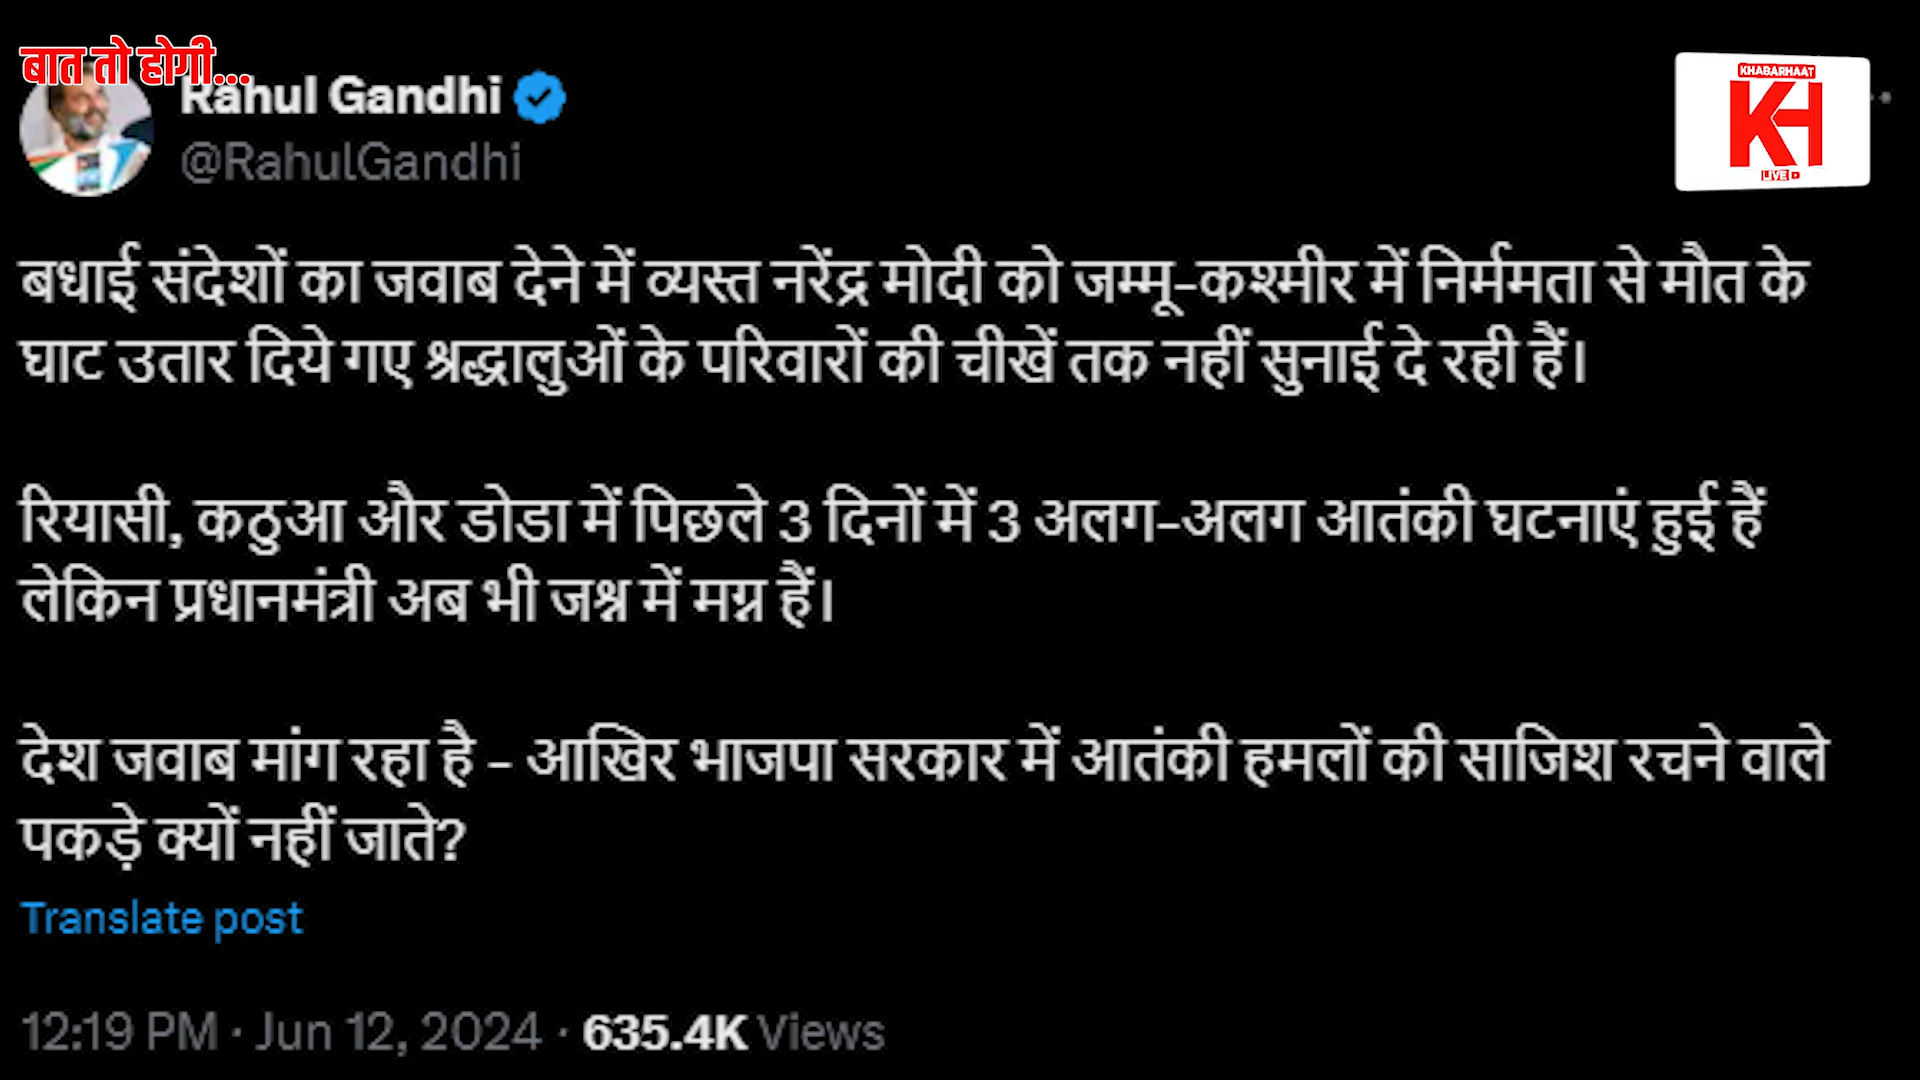 बात तो होगी...
Rahul Gandhi
@RahulGandhi
KHABARHAAT
KH
LIVE
बधाई संदेशों का जवाब देने में व्यस्त नरेंद्र मोदी को जम्मू-कश्मीर में निर्ममता से मौत के
घाट उतार दिये गए श्रद्धालुओं के परिवारों की चीखें तक नहीं सुनाई दे रही हैं।
रियासी, कठुआ और डोडा में पिछले 3 दिनों में 3 अलग-अलग आतंकी घटनाएं हुई हैं
लेकिन प्रधानमंत्री अब भी जश्न में मग्न हैं।
देश जवाब मांग रहा है - आखिर भाजपा सरकार में आतंकी हमलों की साजिश रचने वाले
पकड़े क्यों नहीं जाते?
Translate post
12:19 PM · Jun 12, 2024 · 635.4K Views